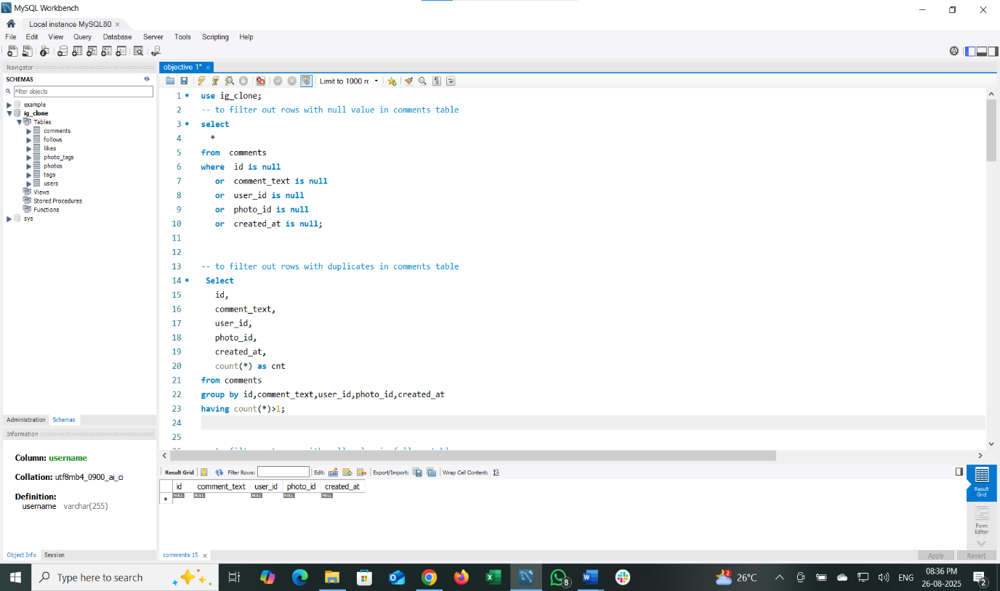 MySQL Workbench
Local instance MySQL80 ×
File Edit View Query Database Server Tools Scripting Help
Navigator
SCHEMAS
Filter objects
example
ig_clone
Tables
comments
follows
likes
photo_tags
photos
tags
users
Views
Stored Procedures
Functions
sys
Administration Schemas
Information
Column: username
Collation: utf8mb4_0900_ai_ci
Definition:
username varchar(255)
Object Info Session
objective 1* ×
Limit to 1000
1 use ig_clone;
2 -- to filter out rows with null value in comments table
3 select
4 *
5 from comments
6 where id is null
7 or comment_text is null
8 or user_id is null
9 or photo_id is null
10 or created_at is null;
11
12
13 -- to filter out rows with duplicates in comments table
14 Select
15 id,
16 comment_text,
17 user_id,
18 photo_id,
19 created_at,
20 count(*) as cnt
21 from comments
22 group by id,comment_text,user_id,photo_id,created_at
23 having count(*)>1;
24
25
Result Grid Filter Rows: Edit: Export/Import: Wrap Cell Content:
id comment_text user_id photo_id created_at
NULL NULL NULL NULL NULL
Result
Grid
Form
Editor
comments 15 ×
Apply Revert
Type here to search
2 26°C ENG
8
08:36 PM
26-08-2025
2